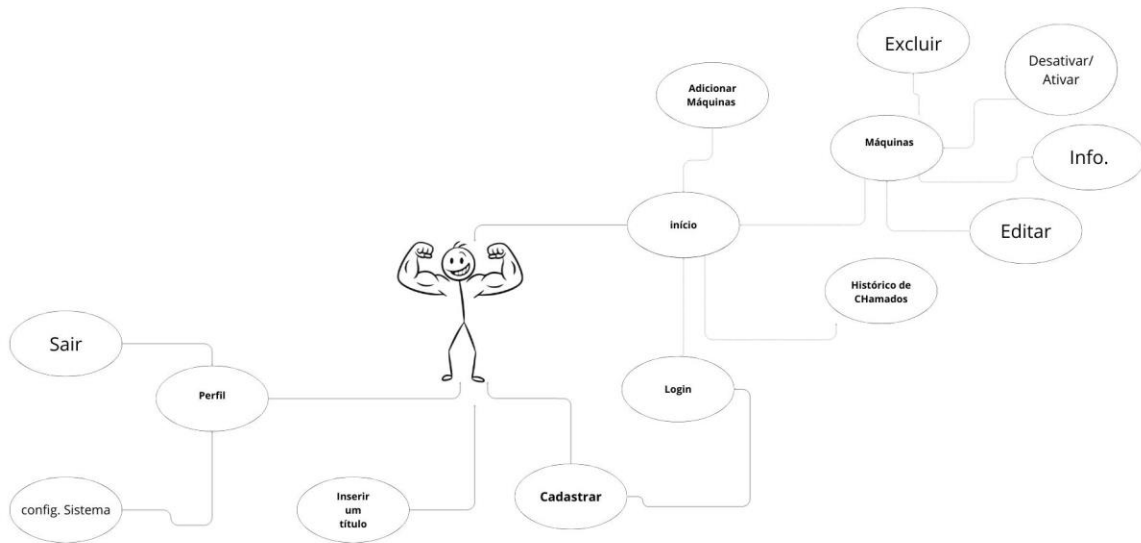 Excluir
Desativar/
Ativar
Adicionar
Máquinas
Máquinas
Info.
início
Editar
Histórico de
CHamados
Sair
Perfil
Login
config. Sistema
Inserir
um
título
Cadastrar